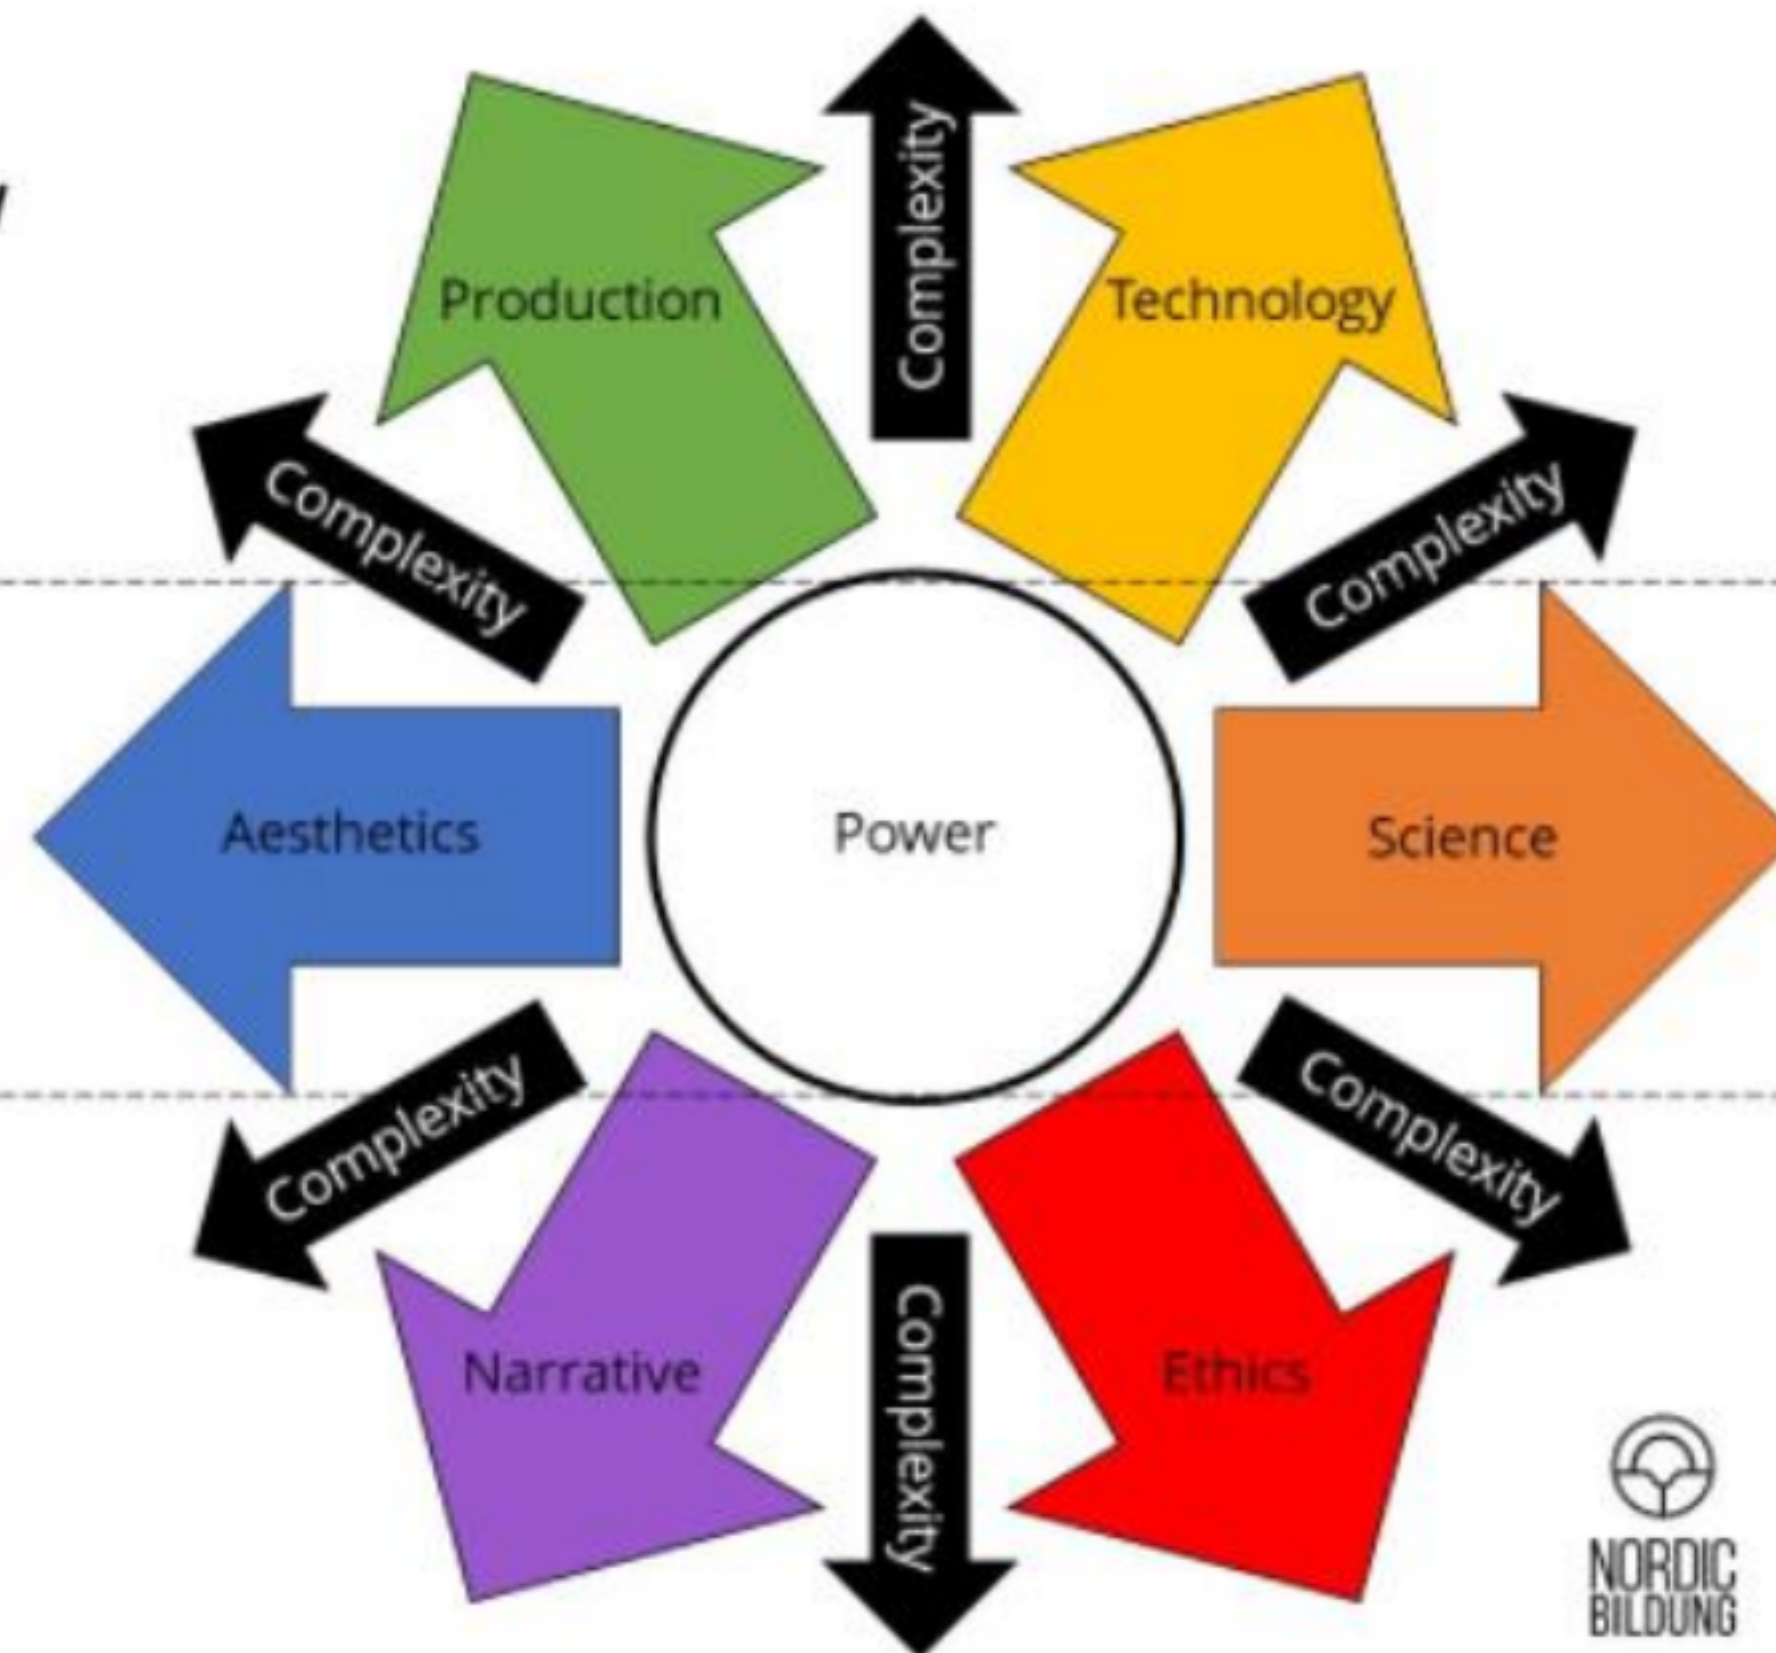 Complexity
Production
Technology
Complexity
Complexity
Aesthetics
Power
Science
Complexity
Complexity
Narrative
Complexity
Ethics
NORDIC
BILDUNG